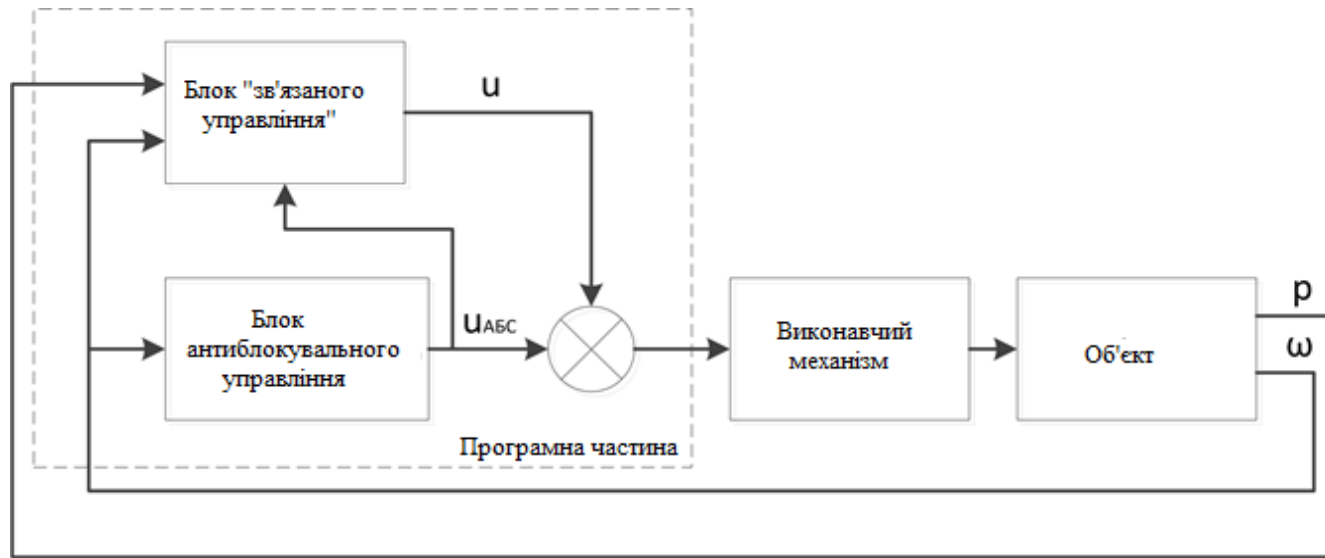 Блок "зв'язаного
управління"
u
Блок
антиблокувального
управління
uАБС
Виконавчий
механізм
Об'єкт
p
ω
Програмна частина